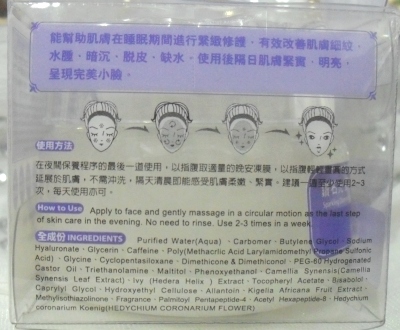 能幫助肌膚在睡眠期間進行緊緻修護，有效改善肌膚細紋、
水腫、暗沉、脫皮、缺水。使用後隔日肌膚緊實、明亮，
呈現完美小臉。
使用方法
在夜間保養程序的最後一道使用。以指腹取適量的晚安凍膜，以指腹輕輕畫圓的方式
延展於肌膚，不需沖洗，隔天清晨即能感受肌膚柔嫩、緊實。建議一週至少使用2~3
次，每天使用亦可。
How to Use Apply to face and gently massage in a circular motion as the last step
of skin care in the evening. No need to rinse. Use 2-3 times in a week.
全成份 INGREDIENTS Purified Water(Aqua)、Carbomer、Butylene Glycol、Sodium
Hyaluronate、Glycerin、Caffeine、Poly(Methacrilic Acid Larylamidomethyl Propane Sulfonic
Acid)、Glycine、Cyclopentasiloxane、Dimethicone & Dimethiconol、PEG-60 Hydrogenated
Castor Oil、Triethanolamine、Maltitol、Phenoxyethanol、Camellia Synensis(Camellia
Synensis Leaf Extract)、Ivy (Hedera Helix ) Extract、Tocopheryl Acetate、Bisabolol、
Caprylyl Glycol、Hydroxyethyl Cellulose、Allantoin、Kigelia Africana Fruit Extract、
Methylisothiazolinone、Fragrance、Palmitoyl Pentapeptide-4、Acetyl Hexapeptide-8、Hedychium
coronarium Koenig(HEDYCHIUM CORONARIUM FLOWER)